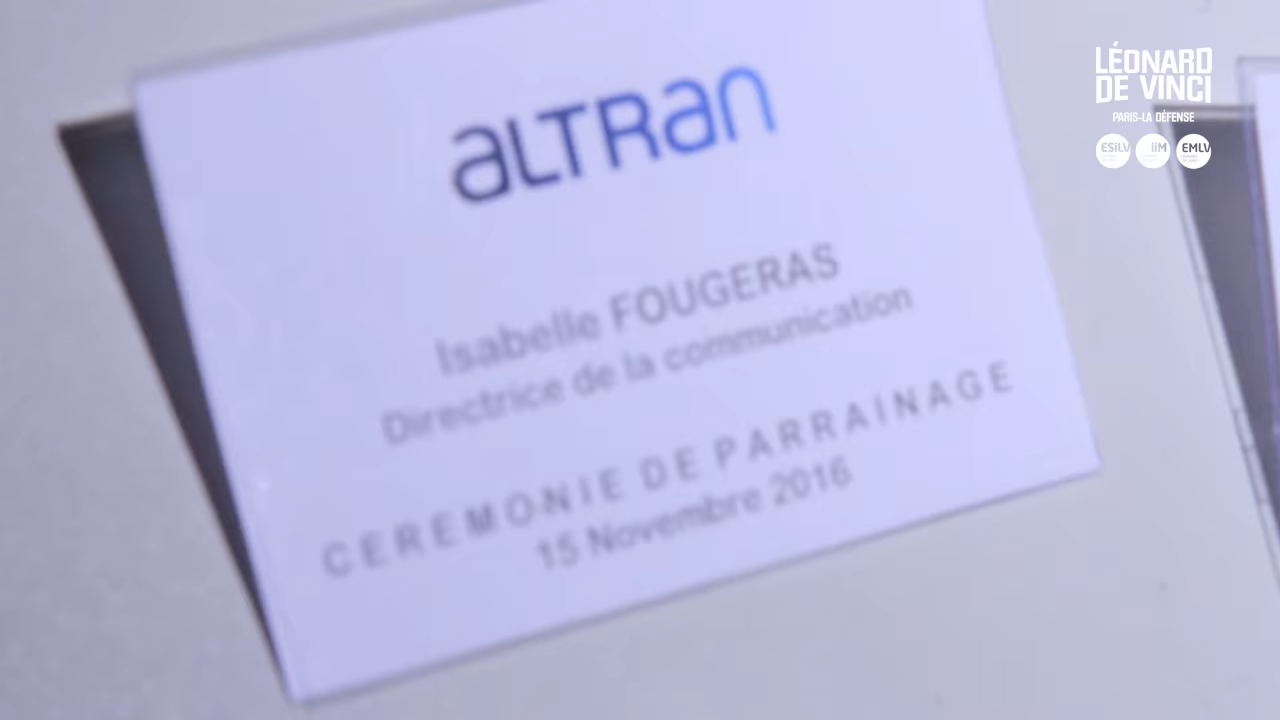 aLTRan
Isabelle FOUGERAS
Directrice de la communication
CEREMONIE DE PARRAINAGE
15 Novembre 2016
LÉONARD
DE VINCI
PARIS-LA DÉFENSE
ESILV iiM EMLV